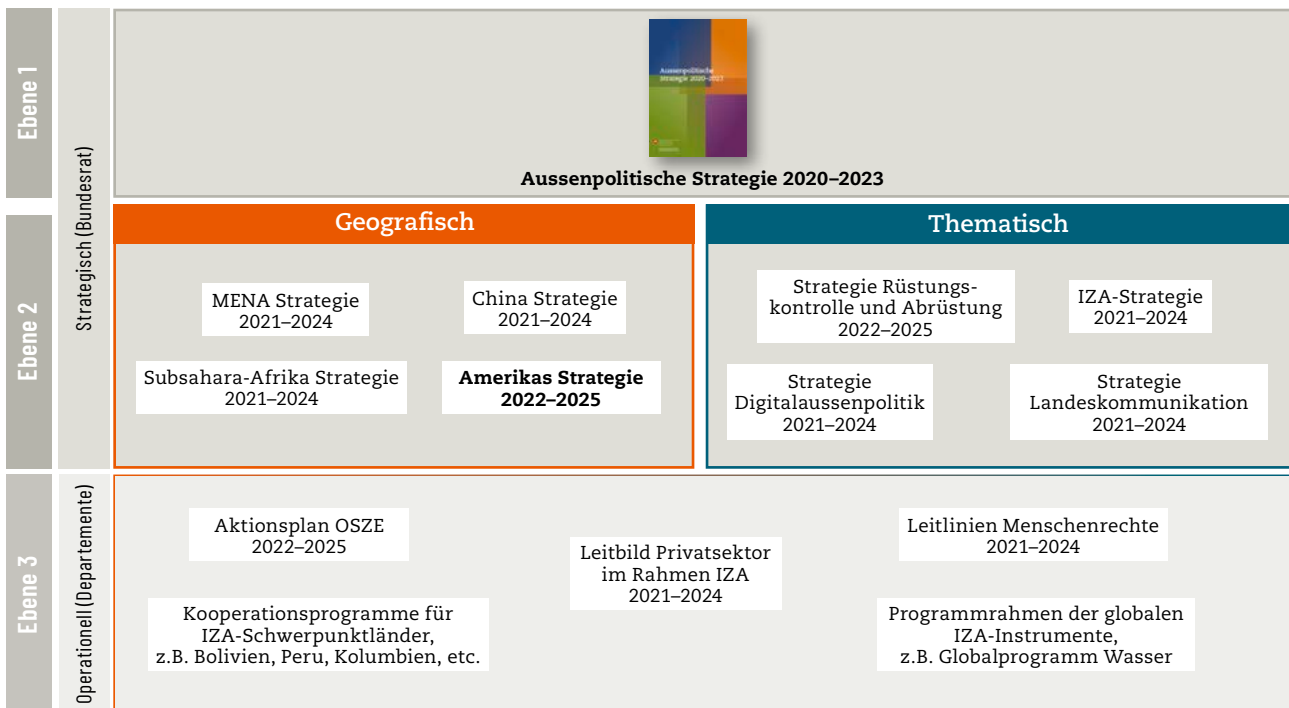 Ebene 1
Strategisch (Bundesrat)
Aussenpolitische
Strategie 2020–2023
Aussenpolitische Strategie 2020–2023
Ebene 2
Geografisch
MENA Strategie
2021–2024
China Strategie
2021–2024
Subsahara-Afrika Strategie
2021–2024
Amerikas Strategie
2022–2025
Thematisch
Strategie Rüstungs-
kontrolle und Abrüstung
2022–2025
IZA-Strategie
2021–2024
Strategie
Digitalaussenpolitik
2021–2024
Strategie
Landeskommunikation
2021–2024
Ebene 3
Operationell (Departemente)
Aktionsplan OSZE
2022–2025
Leitbild Privatsektor
im Rahmen IZA
2021–2024
Leitlinien Menschenrechte
2021–2024
Kooperationsprogramme für
IZA-Schwerpunktländer,
z.B. Bolivien, Peru, Kolumbien, etc.
Programmrahmen der globalen
IZA-Instrumente,
z.B. Globalprogramm Wasser